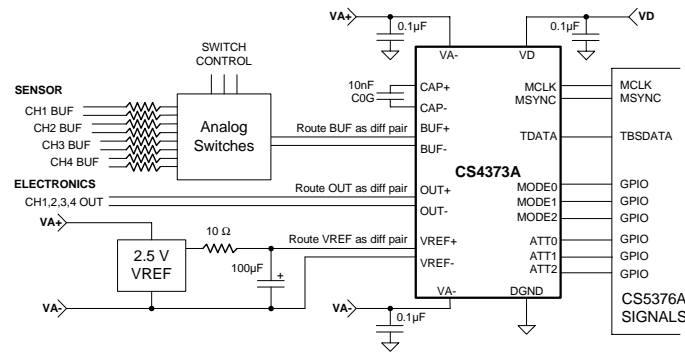 VA+
0.1µF
0.1µF
VD
SWITCH
CONTROL
SENSOR
CH1 BUF
CH2 BUF
CH3 BUF
CH4 BUF
Analog
Switches
10nF
C0G
Route BUF as diff pair
ELECTRONICS
CH1,2,3,4 OUT
Route OUT as diff pair
VA+
10 Ω
Route VREF as diff pair
2.5 V
VREF
100µF
+
VA-
VA-
0.1µF
VA-
VD
CAP+
CAP-
BUF+
BUF-
CS4373A
OUT+
OUT-
VREF+
VREF-
VA-
DGND
MCLK
MSYNC
TDATA
MODE0
MODE1
MODE2
ATT0
ATT1
ATT2
MCLK
MSYNC
TBSDATA
GPIO
GPIO
GPIO
GPIO
GPIO
GPIO
CS5376A
SIGNALS